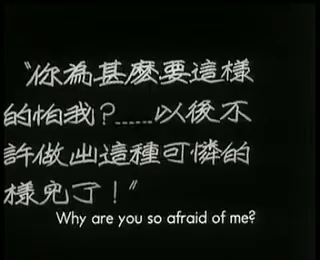 "你為甚麽要這樣
的怕我?……以後不
許做出這種可憐的
樣兒了!"
Why are you so afraid of me?